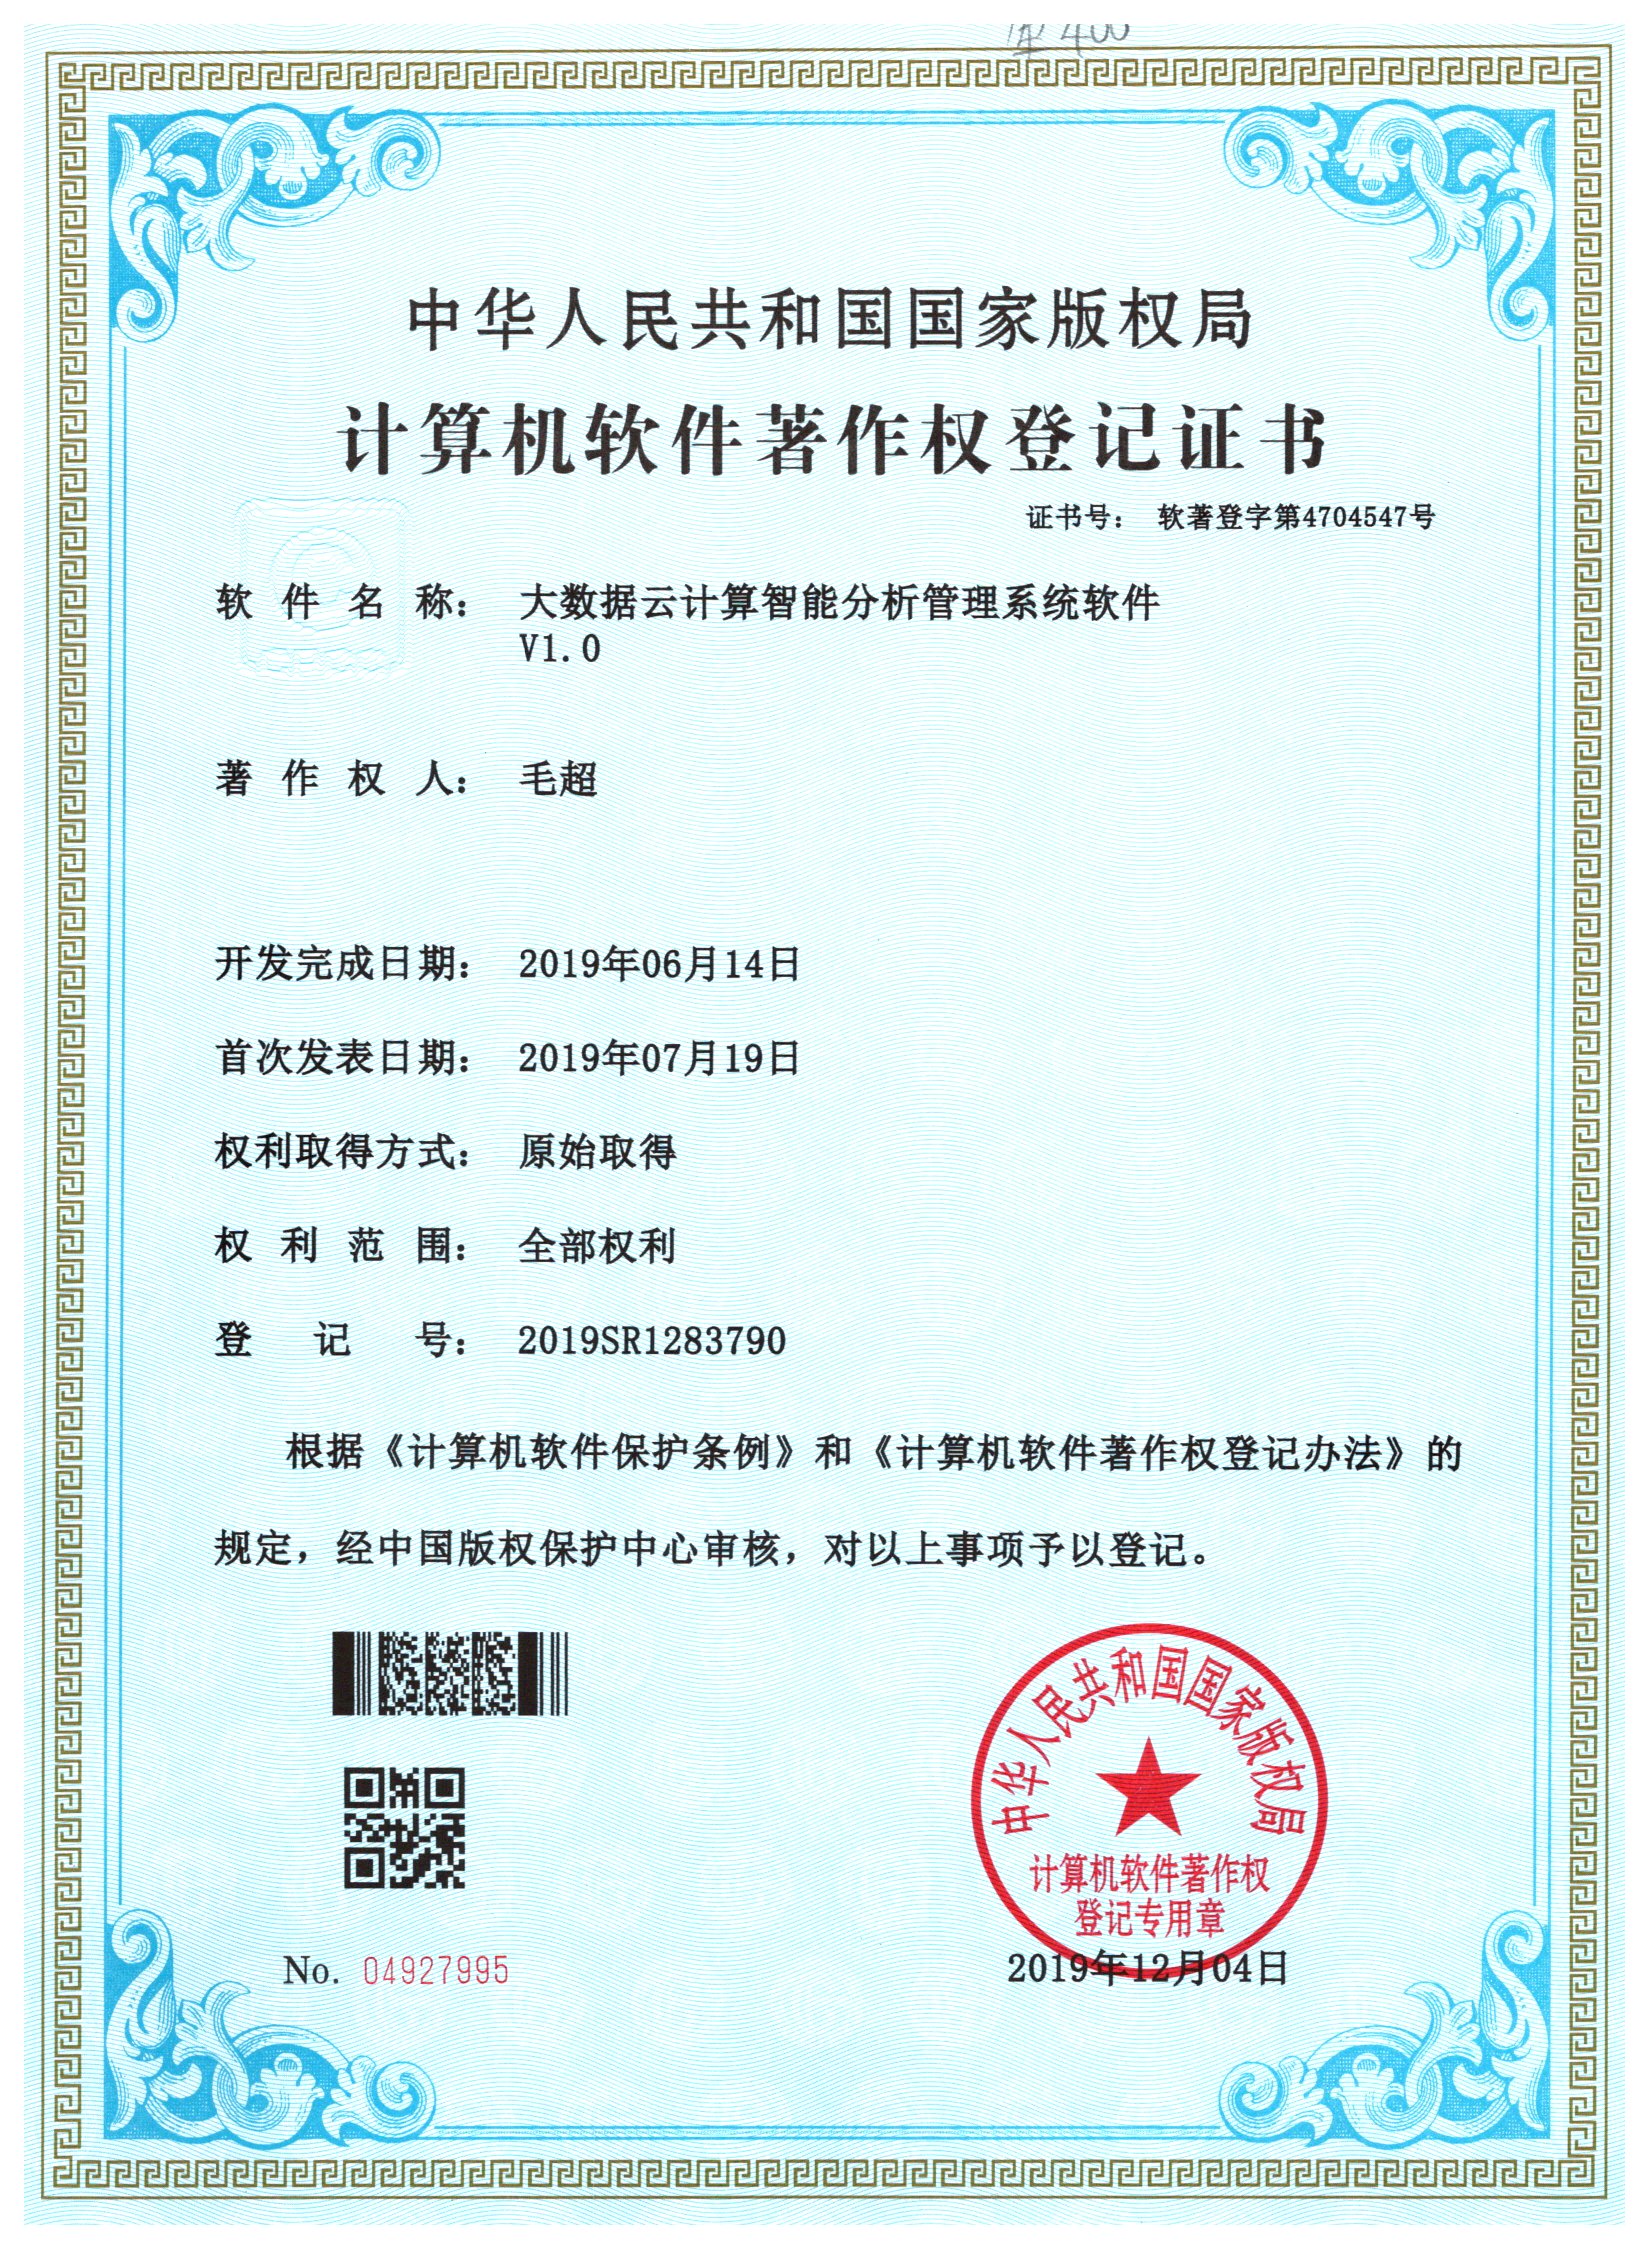 中华人民共和国国家版权局
计算机软件著作权登记证书
证书号： 软著登字第4704547号
软件名称： 大数据云计算智能分析管理系统软件
V1.0
著作权人： 毛超
开发完成日期： 2019年06月14日
首次发表日期： 2019年07月19日
权利取得方式： 原始取得
权利范围： 全部权利
登记号： 2019SR1283790
根据《计算机软件保护条例》和《计算机软件著作权登记办法》的
规定，经中国版权保护中心审核，对以上事项予以登记。
中华人民共和国国家版权局
计算机软件著作权
登记专用章
No. 04927995
2019年12月04日